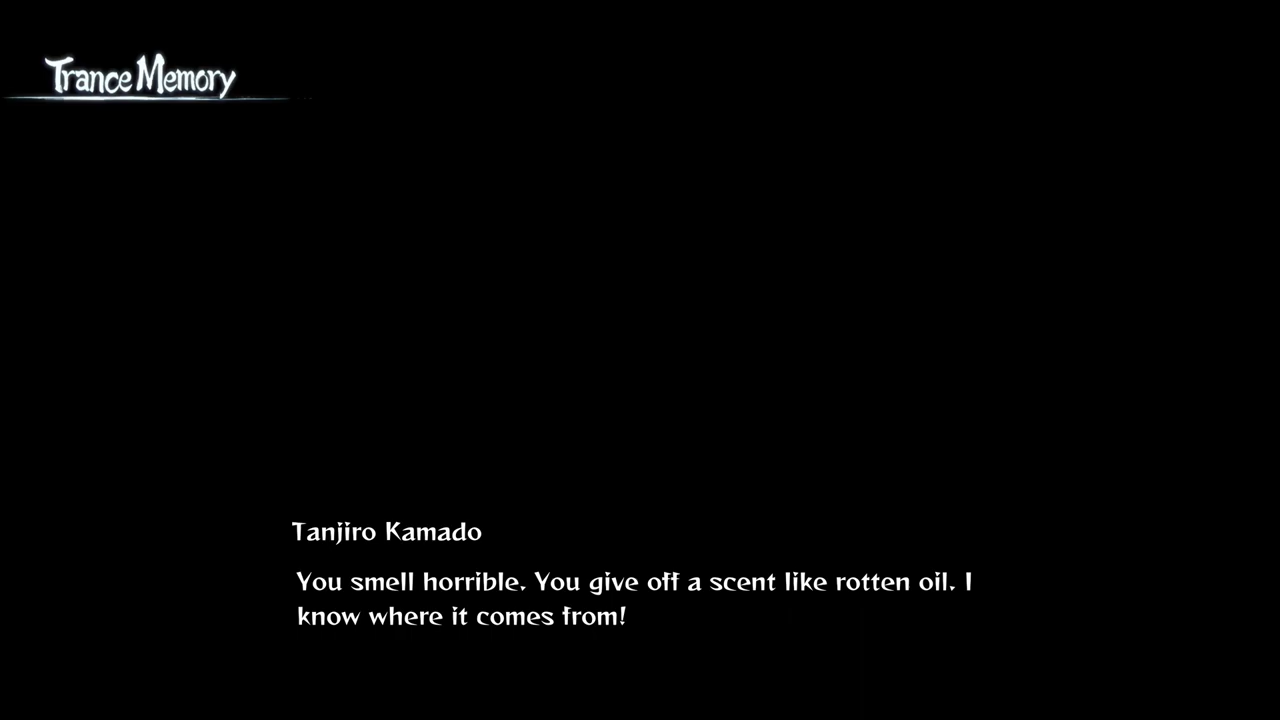 Trance Memory
Tanjiro Kamado
You smell horrible. You give off a scent like rotten oil. I
know where it comes from!